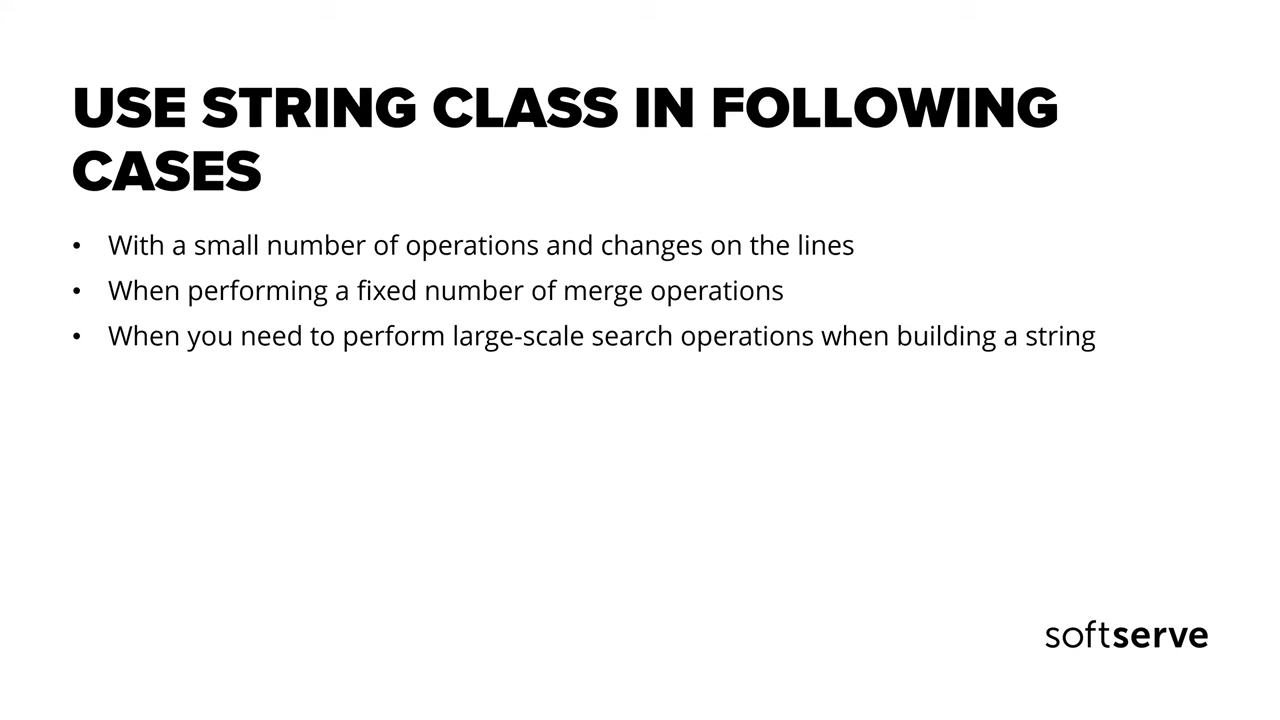 USE STRING CLASS IN FOLLOWING
CASES
• With a small number of operations and changes on the lines
• When performing a fixed number of merge operations
• When you need to perform large-scale search operations when building a string
softserve